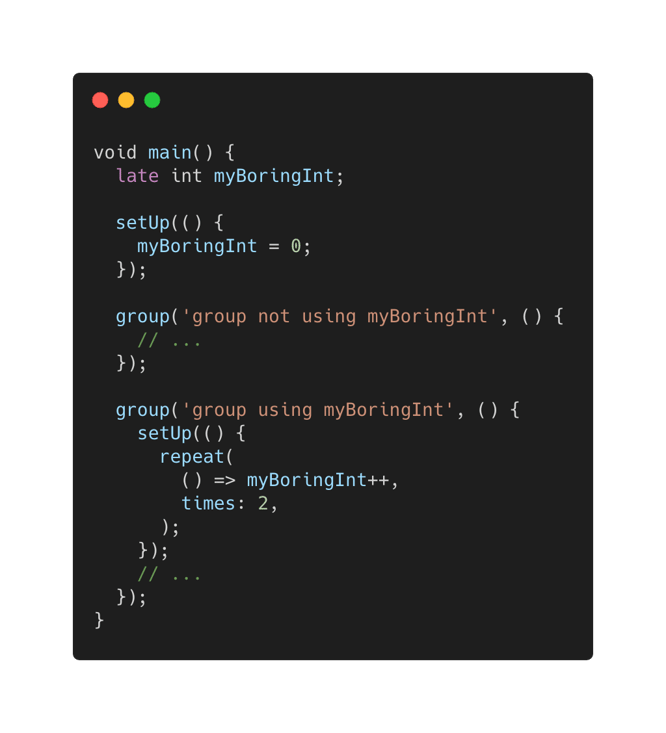 void main() {
  late int myBoringInt;

  setUp(() {
    myBoringInt = 0;
  });

  group('group not using myBoringInt', () {
    // ...
  });

  group('group using myBoringInt', () {
    setUp(() {
      repeat(
        () => myBoringInt++,
        times: 2,
      );
    });
    // ...
  });
}